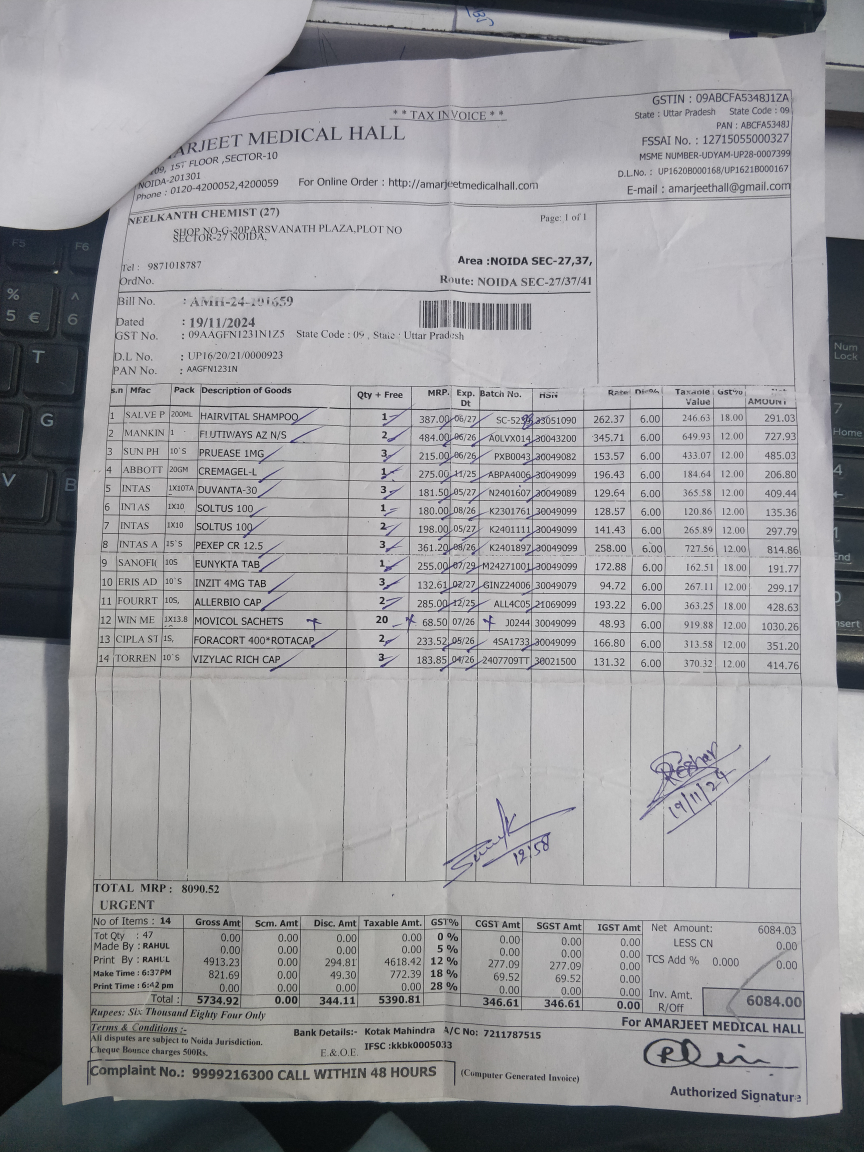 * * TAX INVOICE * *
GSTIN : 09ABCFA5348J1ZA
State : Uttar Pradesh State Code : 09
PAN : ABCFA5348J
FSSAI No. : 12715055000327
MSME NUMBER-UDYAM-UP28-0007399
D.L.No. : UP1620B000168/UP1621B000167
E-mail : amarjeethall@gmail.com
ARJEET MEDICAL HALL
09, 1ST FLOOR ,SECTOR-10
NOIDA-201301
Phone : 0120-4200052,4200059 For Online Order : http://amarjeetmedicalhall.com
NEELKANTH CHEMIST (27) Page: 1 of 1
SHOP NO-G-20PARSVANATH PLAZA,PLOT NO
SECTOR-27 NOIDA,
Tel : 9871018787 Area :NOIDA SEC-27,37,
OrdNo. Route: NOIDA SEC-27/37/41
Bill No. : AMH-24-191659
Dated : 19/11/2024
GST No. : 09AAGFN1231N1Z5 State Code : 09 , State : Uttar Pradesh
D.L No. : UP16/20/21/0000923
PAN No. : AAGFN1231N
s.n Mfac Pack Description of Goods Qty + Free MRP. Exp. Dt Batch No. HSN Rate Dis% Taxable Value Gst% Net AMOUNT
1 SALVE P 200ML HAIRVITAL SHAMPOO 1 387.00 06/27 33051090 262.37 6.00 246.63 18.00 291.03
2 MANKIN 1 FLUTIWAYS AZ N/S 2 484.00 06/26 A0LVX014 30043200 345.71 6.00 649.93 12.00 727.93
3 SUN PH 10`S PRUEASE 1MG 3 215.00 06/26 PXB0043 30049082 153.57 6.00 433.07 12.00 485.03
4 ABBOTT 20GM CREMAGEL-L 1 275.00 11/25 ABPA4006 30049099 196.43 6.00 184.64 12.00 206.80
5 INTAS 1X10TA DUVANTA-30 3 181.50 05/27 N2401607 30049089 129.64 6.00 365.58 12.00 409.44
6 INTAS 1X10 SOLTUS 100 1 180.00 08/26 K2301761 30049099 128.57 6.00 120.86 12.00 135.36
7 INTAS 1X10 SOLTUS 100 2 198.00 05/27 K2401111 30049099 141.43 6.00 265.89 12.00 297.79
8 INTAS A 15`S PEXEP CR 12.5 3 361.20 08/26 K2401897 30049099 258.00 6.00 727.56 12.00 814.86
9 SANOFI( 10S EUNYKTA TAB 1 255.00 07/29 M24271001 30049099 172.88 6.00 162.51 18.00 191.77
10 ERIS AD 10`S INZIT 4MG TAB 3 132.61 02/27 GINZ24006 30049079 94.72 6.00 267.11 12.00 299.17
11 FOURRT 10S, ALLERBIO CAP 2 285.00 12/25 ALL4C05 21069099 193.22 6.00 363.25 18.00 428.63
12 WIN ME 1X13.8 MOVICOL SACHETS 20 68.50 07/26 J0244 30049099 48.93 6.00 919.88 12.00 1030.26
13 CIPLA ST 1S, FORACORT 400*ROTACAP 2 233.52 05/26 4SA1733 30049099 166.80 6.00 313.58 12.00 351.20
14 TORREN 10`S VIZYLAC RICH CAP 3 183.85 04/26 2407709TT 30021500 131.32 6.00 370.32 12.00 414.76
19/11/24
12:58
TOTAL MRP : 8090.52
URGENT
No of Items : 14 Gross Amt Scm. Amt Disc. Amt Taxable Amt. GST% CGST Amt SGST Amt IGST Amt Net Amount: 6084.03
Tot Qty : 47 0.00 0.00 0.00 0.00 0 % 0.00 0.00 0.00 LESS CN 0.00
Made By : RAHUL 0.00 0.00 0.00 0.00 5 % 0.00 0.00 0.00
Print By : RAHUL 4913.23 0.00 294.81 4618.42 12 % 277.09 277.09 0.00 TCS Add % 0.000 0.00
Make Time : 6:37PM 821.69 0.00 49.30 772.39 18 % 69.52 69.52 0.00
Print Time : 6:42 pm 0.00 0.00 0.00 0.00 28 % 0.00 0.00 0.00 Inv. Amt. 6084.00
Total : 5734.92 0.00 344.11 5390.81 346.61 346.61 0.00 R/Off
Rupees: Six Thousand Eighty Four Only
For AMARJEET MEDICAL HALL
Terms & Conditions :-
All disputes are subject to Noida Jurisdiction.
Cheque Bounce charges 500Rs.
Bank Details:- Kotak Mahindra A/C No: 7211787515
E.& O.E. IFSC :kkbk0005033
Complaint No.: 9999216300 CALL WITHIN 48 HOURS
(Computer Generated Invoice)
Authorized Signature
F5
F6
%
5 €
^
6
T
G
V
B
Num
Lock
7
Home
4
1
End
0
Insert